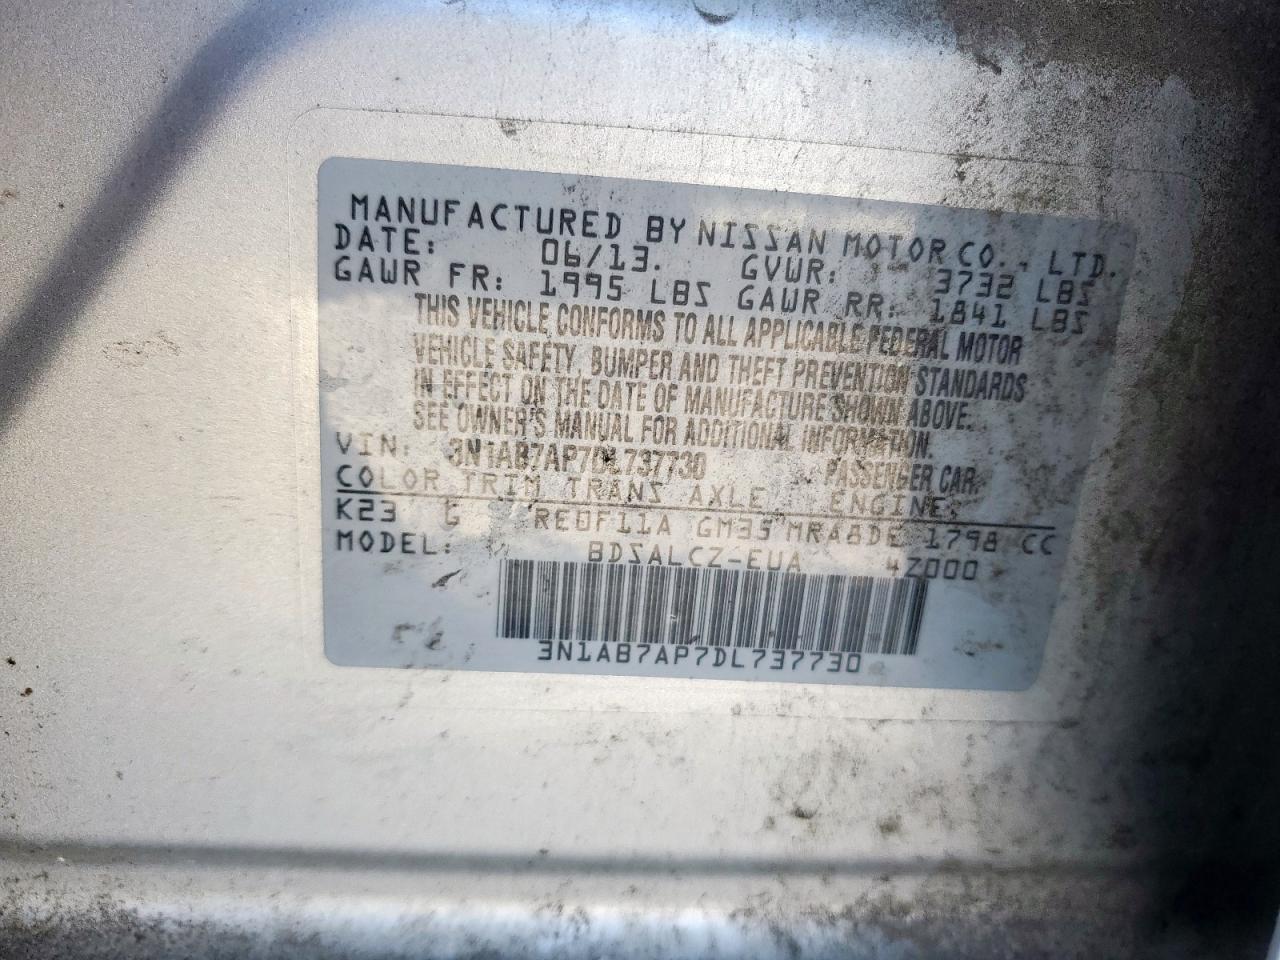 MANUFACTURED BY NISSAN MOTOR CO., LTD.
DATE: 06/13. GVWR: 3732 LBS
GAWR FR: 1995 LBS GAWR RR: 1841 LBS
THIS VEHICLE CONFORMS TO ALL APPLICABLE FEDERAL MOTOR
VEHICLE SAFETY, BUMPER AND THEFT PREVENTION STANDARDS
IN EFFECT ON THE DATE OF MANUFACTURE SHOWN ABOVE.
SEE OWNER'S MANUAL FOR ADDITIONAL INFORMATION.
VIN: 3N1AB7AP7DL737730 PASSENGER CAR.
COLOR TRIM TRANS AXLE ENGINE
K23 G RE0F11A GM35 MRA8DE 1798 CC
MODEL: BDSALCZ-EUA 4Z000
3N1AB7AP7DL737730